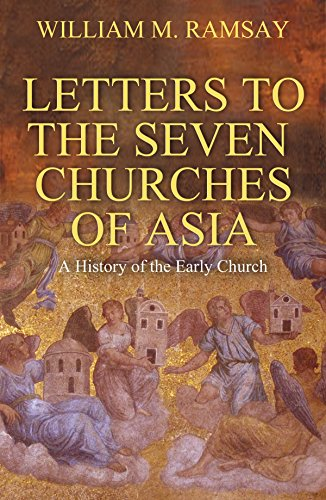 WILLIAM M. RAMSAY
LETTERS TO
THE SEVEN
CHURCHES
OF ASIA
A History of the Early Church